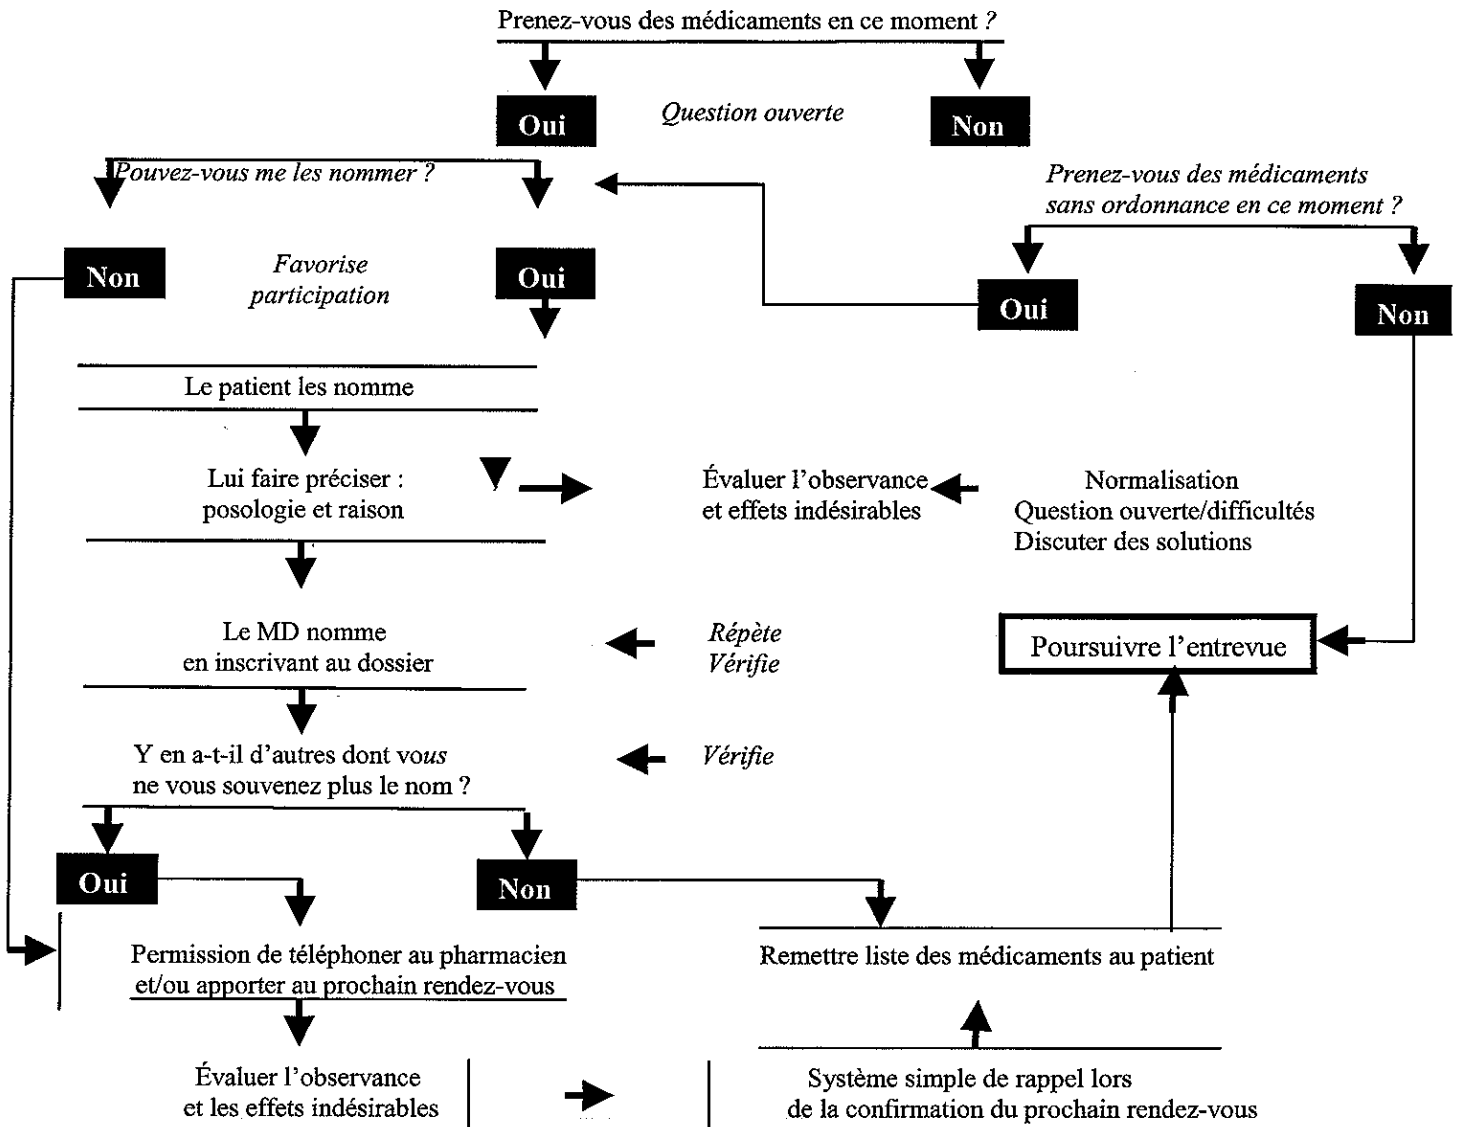 Prenez-vous des médicaments en ce moment ?
Oui
Question ouverte
Non
Pouvez-vous me les nommer ?
Prenez-vous des médicaments
sans ordonnance en ce moment ?
Non
Favorise
participation
Oui
Oui
Non
Le patient les nomme
Lui faire préciser :
posologie et raison
Évaluer l'observance
et effets indésirables
Normalisation
Question ouverte/difficultés
Discuter des solutions
Le MD nomme
en inscrivant au dossier
Répète
Vérifie
Poursuivre l'entrevue
Y en a-t-il d'autres dont vous
ne vous souvenez plus le nom ?
Vérifie
Oui
Non
Permission de téléphoner au pharmacien
et/ou apporter au prochain rendez-vous
Remettre liste des médicaments au patient
Évaluer l'observance
et les effets indésirables
Système simple de rappel lors
de la confirmation du prochain rendez-vous